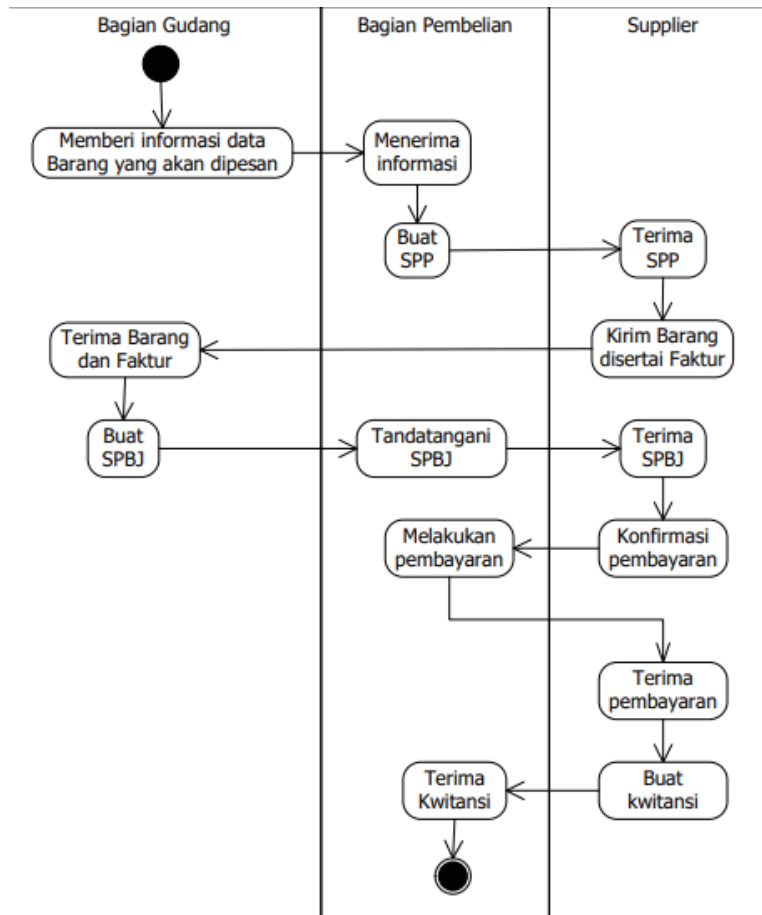 Bagian Gudang
Bagian Pembelian
Supplier
Memberi informasi data
Barang yang akan dipesan
Menerima
informasi
Buat
SPP
Terima
SPP
Kirim Barang
disertai Faktur
Terima Barang
dan Faktur
Buat
SPBJ
Tandatangani
SPBJ
Terima
SPBJ
Konfirmasi
pembayaran
Melakukan
pembayaran
Terima
pembayaran
Buat
kwitansi
Terima
Kwitansi